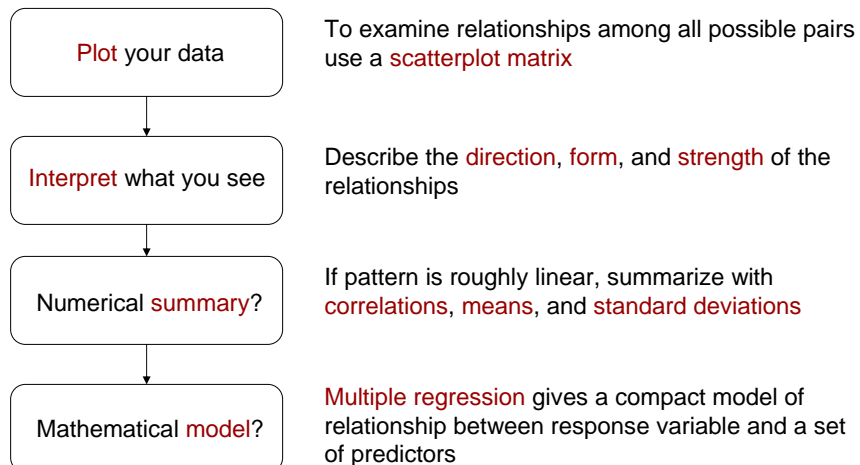 Plot your data
To examine relationships among all possible pairs
use a scatterplot matrix
Interpret what you see
Describe the direction, form, and strength of the
relationships
Numerical summary?
If pattern is roughly linear, summarize with
correlations, means, and standard deviations
Mathematical model?
Multiple regression gives a compact model of
relationship between response variable and a set
of predictors